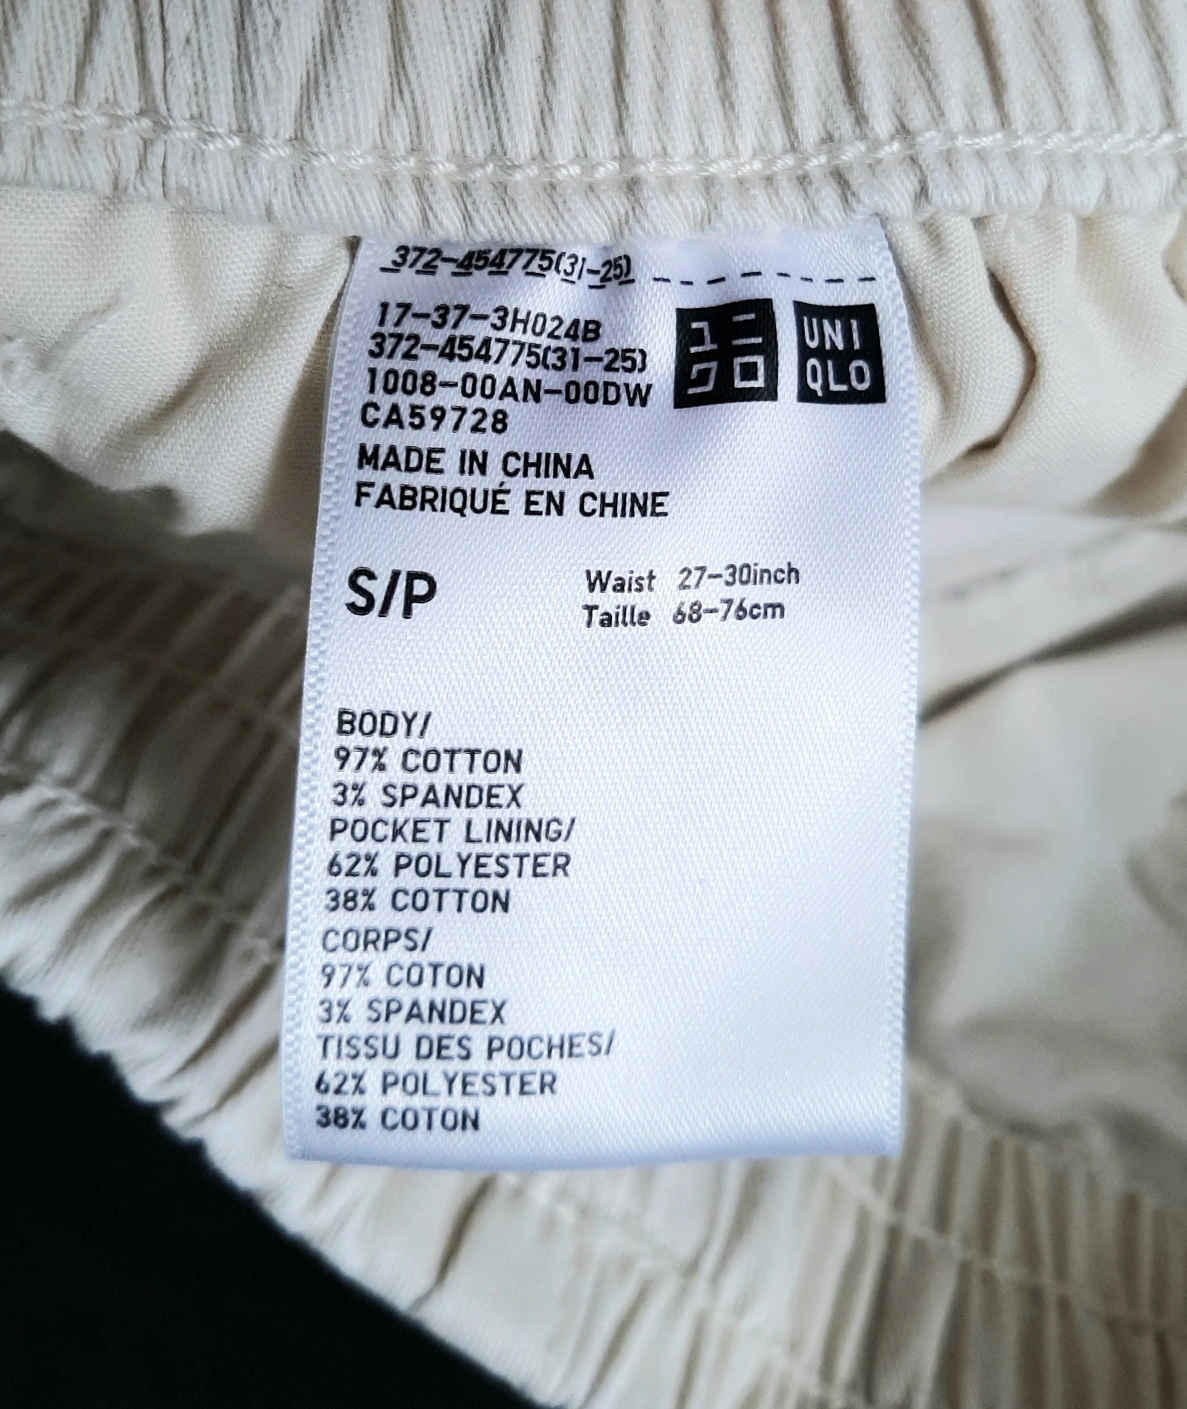 372-454775(31-25)
17-37-3H024B
372-454775(31-25)
1008-00AN-00DW
CA59728
ユニ
クロ
UNI
QLO
MADE IN CHINA
FABRIQUÉ EN CHINE
S/P
Waist 27-30inch
Taille 68-76cm
BODY/
97% COTTON
3% SPANDEX
POCKET LINING/
62% POLYESTER
38% COTTON
CORPS/
97% COTON
3% SPANDEX
TISSU DES POCHES/
62% POLYESTER
38% COTON